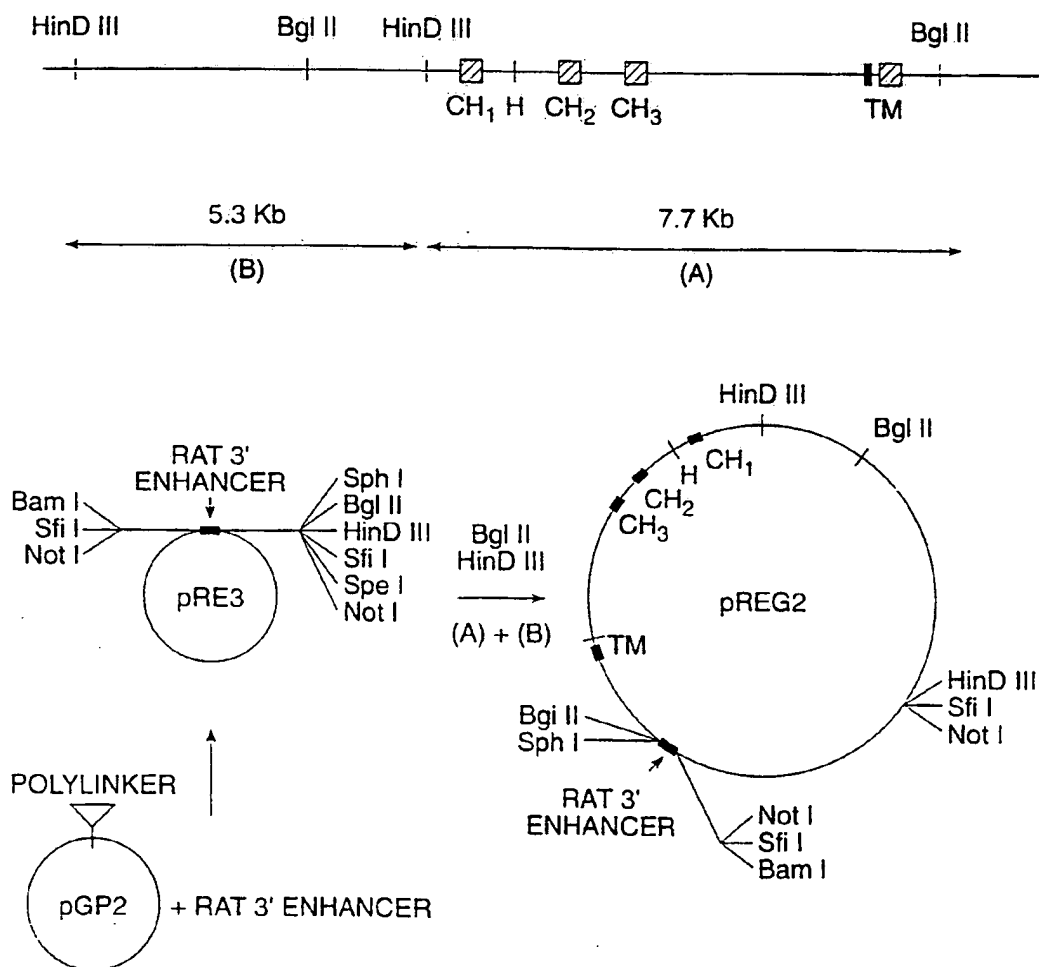 HinD III Bgl II HinD III Bgl II
CH1 H CH2 CH3 TM
5.3 Kb 7.7 Kb
(B) (A)
RAT 3'
ENHANCER
Bam I
Sfi I
Not I
Sph I
Bgl II
HinD III
Sfi I
Spe I
Not I
pRE3
Bgl II
HinD III
(A) + (B)
HinD III
Bgl II
CH1
H
CH2
CH3
pREG2
TM
Bgi II
Sph I
HinD III
Sfi I
Not I
RAT 3'
ENHANCER
Not I
Sfi I
Bam I
POLYLINKER
pGP2 + RAT 3' ENHANCER